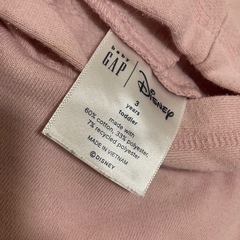 baby
GAP | Disney
3
years
toddler
made with
60% cotton, 33% polyester,
7% recycled polyester
MADE IN VIETNAM
©DISNEY